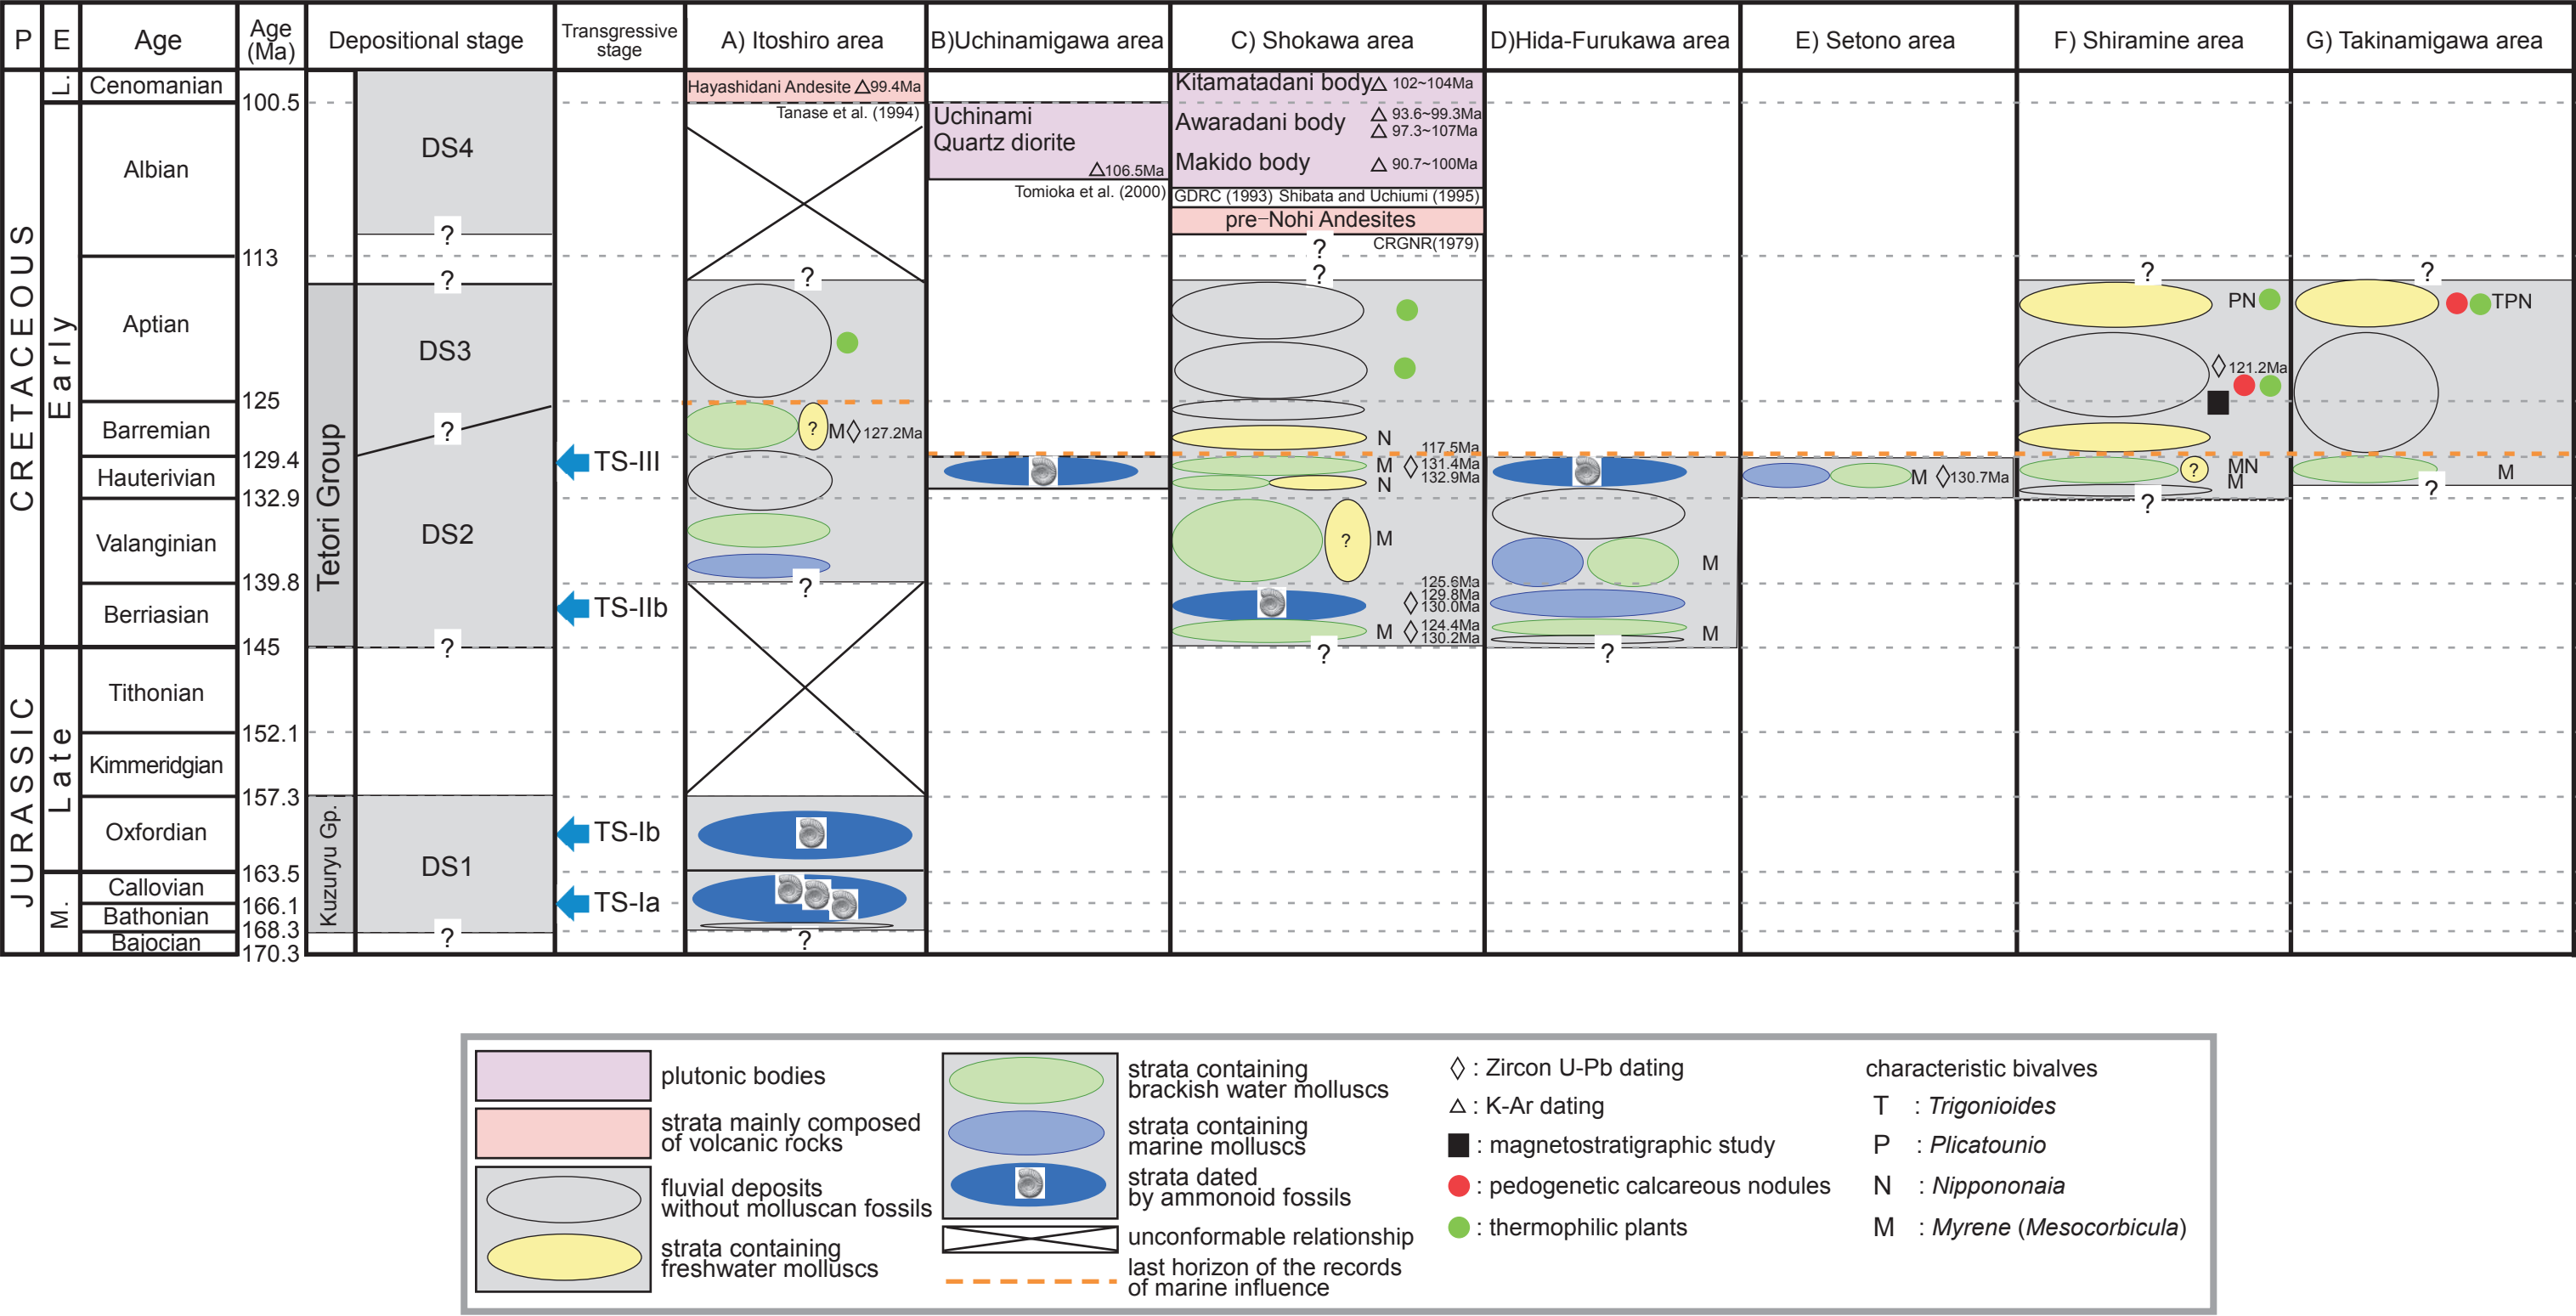 P
E
Age
Age
(Ma)
Depositional stage
Transgressive
stage
A) Itoshiro area
B)Uchinamigawa area
C) Shokawa area
D)Hida-Furukawa area
E) Setono area
F) Shiramine area
G) Takinamigawa area
CRETACEOUS
JURASSIC
L.
Early
Late
M.
Cenomanian
100.5
Albian
113
Aptian
125
Barremian
129.4
Hauterivian
132.9
Valanginian
139.8
Berriasian
145
Tithonian
152.1
Kimmeridgian
157.3
Oxfordian
163.5
Callovian
166.1
Bathonian
168.3
Bajocian
170.3
Tetori Group
Kuzuryu Gp.
DS4
?
?
DS3
?
DS2
?
DS1
?
TS-III
TS-IIb
TS-Ib
TS-Ia
Hayashidani Andesite △99.4Ma
Tanase et al. (1994)
?
? M◇127.2Ma
?
?
Uchinami
Quartz diorite
△106.5Ma
Tomioka et al. (2000)
Kitamatadani body△ 102~104Ma
Awaradani body △ 93.6~99.3Ma
△ 97.3~107Ma
Makido body △ 90.7~100Ma
GDRC (1993) Shibata and Uchiumi (1995)
pre−Nohi Andesites
? CRGNR(1979)
?
N
117.5Ma
M ◇ 131.4Ma
132.9Ma
N
? M
125.6Ma
◇ 129.8Ma
130.0Ma
124.4Ma
M ◇ 130.2Ma
?
M
M
?
M ◇130.7Ma
?
PN
◇ 121.2Ma
? MN
M
?
?
TPN
M
?
plutonic bodies
strata mainly composed
of volcanic rocks
fluvial deposits
without molluscan fossils
strata containing
freshwater molluscs
strata containing
brackish water molluscs
strata containing
marine molluscs
strata dated
by ammonoid fossils
unconformable relationship
last horizon of the records
of marine influence
◇ : Zircon U-Pb dating
△ : K-Ar dating
■ : magnetostratigraphic study
: pedogenetic calcareous nodules
: thermophilic plants
characteristic bivalves
T : Trigonioides
P : Plicatounio
N : Nippononaia
M : Myrene (Mesocorbicula)